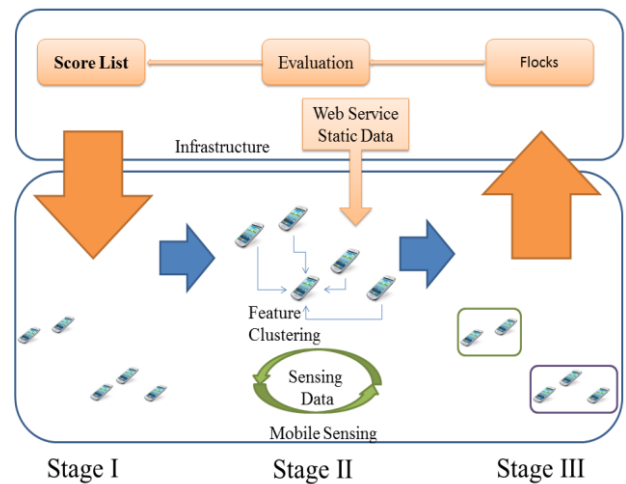 Score List
Evaluation
Flocks
Web Service
Static Data
Infrastructure
Feature
Clustering
Sensing
Data
Mobile Sensing
Stage I
Stage II
Stage III